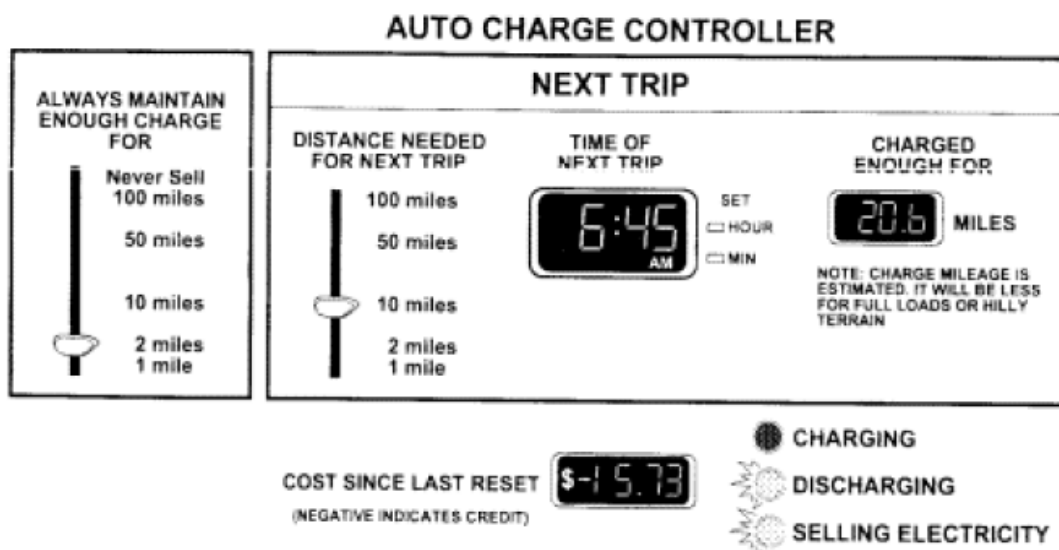 AUTO CHARGE CONTROLLER
ALWAYS MAINTAIN
ENOUGH CHARGE
FOR
Never Sell
100 miles
50 miles
10 miles
2 miles
1 mile
NEXT TRIP
DISTANCE NEEDED
FOR NEXT TRIP
100 miles
50 miles
10 miles
2 miles
1 mile
TIME OF
NEXT TRIP
6:45
AM
SET
HOUR
MIN
CHARGED
ENOUGH FOR
20.6 MILES
NOTE: CHARGE MILEAGE IS
ESTIMATED. IT WILL BE LESS
FOR FULL LOADS OR HILLY
TERRAIN
COST SINCE LAST RESET $-15.73
(NEGATIVE INDICATES CREDIT)
CHARGING
DISCHARGING
SELLING ELECTRICITY